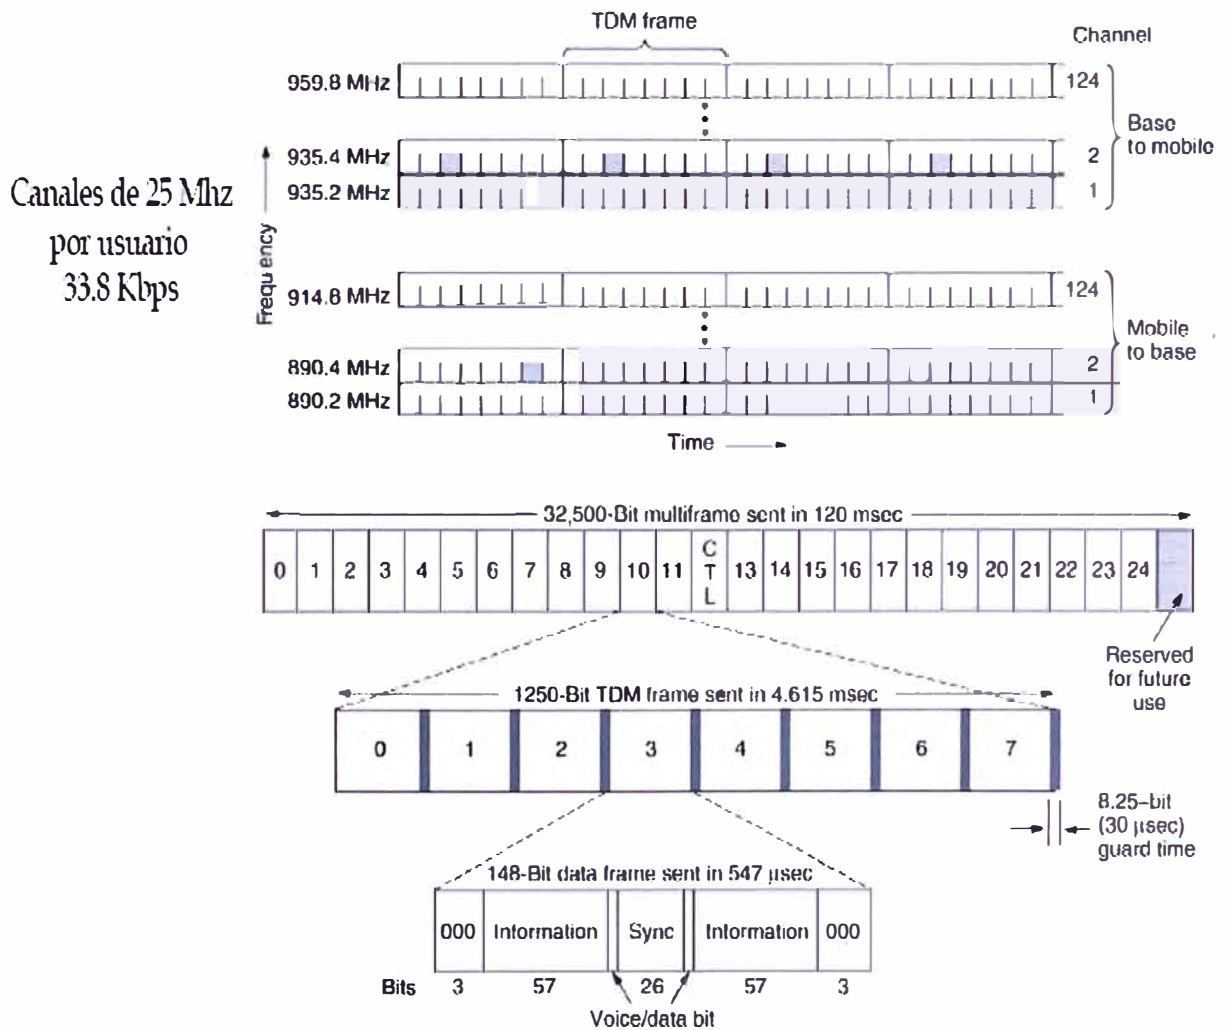 TDM frame
Channel
959.8 MHz
124
Base
to mobile
935.4 MHz
2
935.2 MHz
1
Canales de 25 Mhz
por usuario
33.8 Kbps
Frequency
914.8 MHz
124
Mobile
to base
890.4 MHz
2
890.2 MHz
1
Time
32,500-Bit multiframe sent in 120 msec
0 1 2 3 4 5 6 7 8 9 10 11 CTL 13 14 15 16 17 18 19 20 21 22 23 24
Reserved
for future
use
1250-Bit TDM frame sent in 4.615 msec
0 1 2 3 4 5 6 7
8.25-bit
(30 µsec)
guard time
148-Bit data frame sent in 547 µsec
000 Information Sync Information 000
Bits 3 57 26 57 3
Voice/data bit